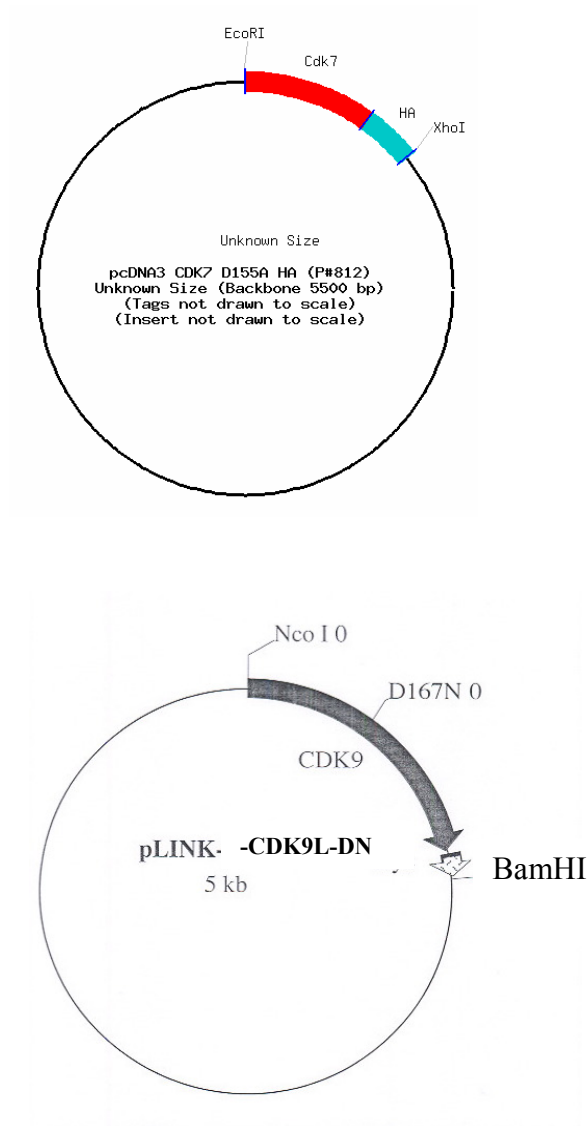 EcoRI
Cdk7
HA
XhoI
Unknown Size
pcDNA3 CDK7 D155A HA (P#812)
Unknown Size (Backbone 5500 bp)
(Tags not drawn to scale)
(Insert not drawn to scale)
Nco I 0
D167N 0
CDK9
pLINK- -CDK9L-DN
5 kb
BamHI